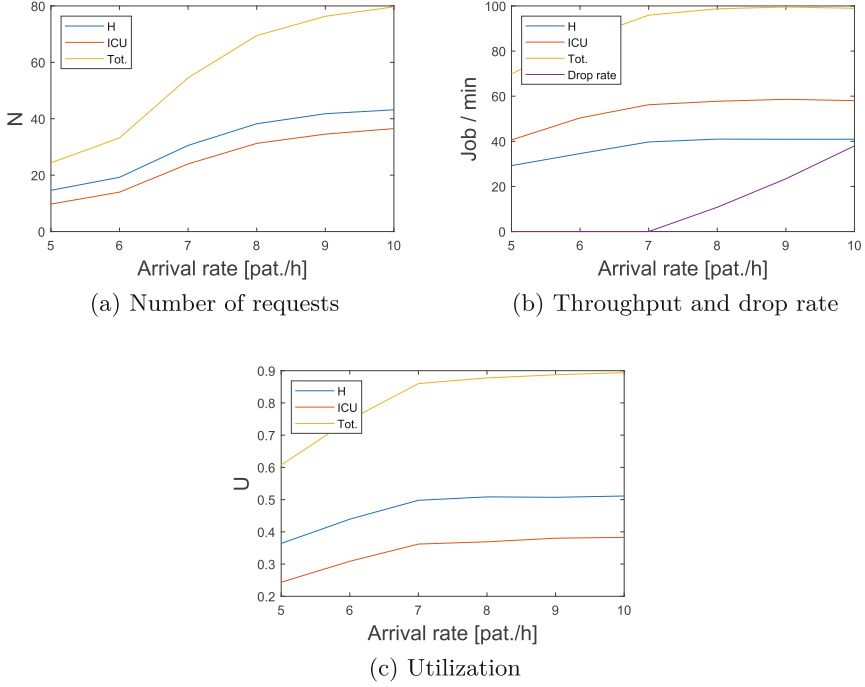 80
60
40
20
0
N
H
ICU
Tot.
5 6 7 8 9 10
Arrival rate [pat./h]
(a) Number of requests
100
80
60
40
20
0
Job / min
H
ICU
Tot.
Drop rate
5 6 7 8 9 10
Arrival rate [pat./h]
(b) Throughput and drop rate
0.9
0.8
0.7
0.6
0.5
0.4
0.3
0.2
U
H
ICU
Tot.
5 6 7 8 9 10
Arrival rate [pat./h]
(c) Utilization